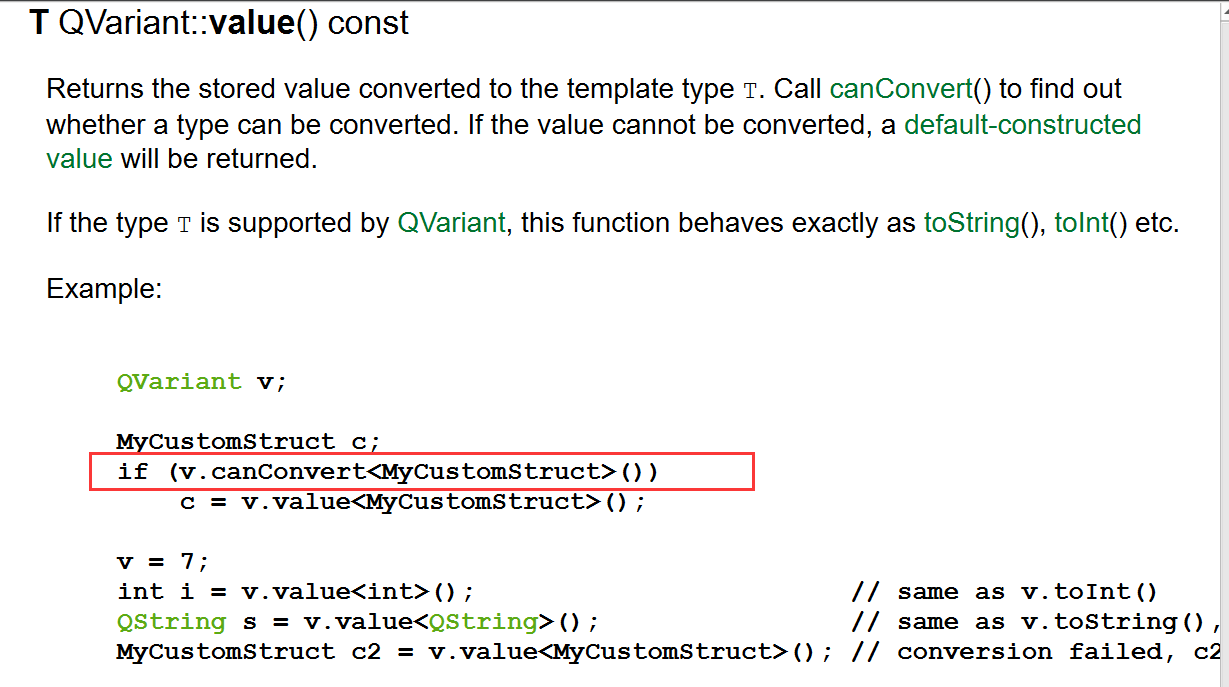 T QVariant::value() const
Returns the stored value converted to the template type T. Call canConvert() to find out
whether a type can be converted. If the value cannot be converted, a default-constructed
value will be returned.
If the type T is supported by QVariant, this function behaves exactly as toString(), toInt() etc.
Example:
QVariant v;
MyCustomStruct c;
if (v.canConvert<MyCustomStruct>())
c = v.value<MyCustomStruct>();
v = 7;
int i = v.value<int>(); // same as v.toInt()
QString s = v.value<QString>(); // same as v.toString(),
MyCustomStruct c2 = v.value<MyCustomStruct>(); // conversion failed, c2